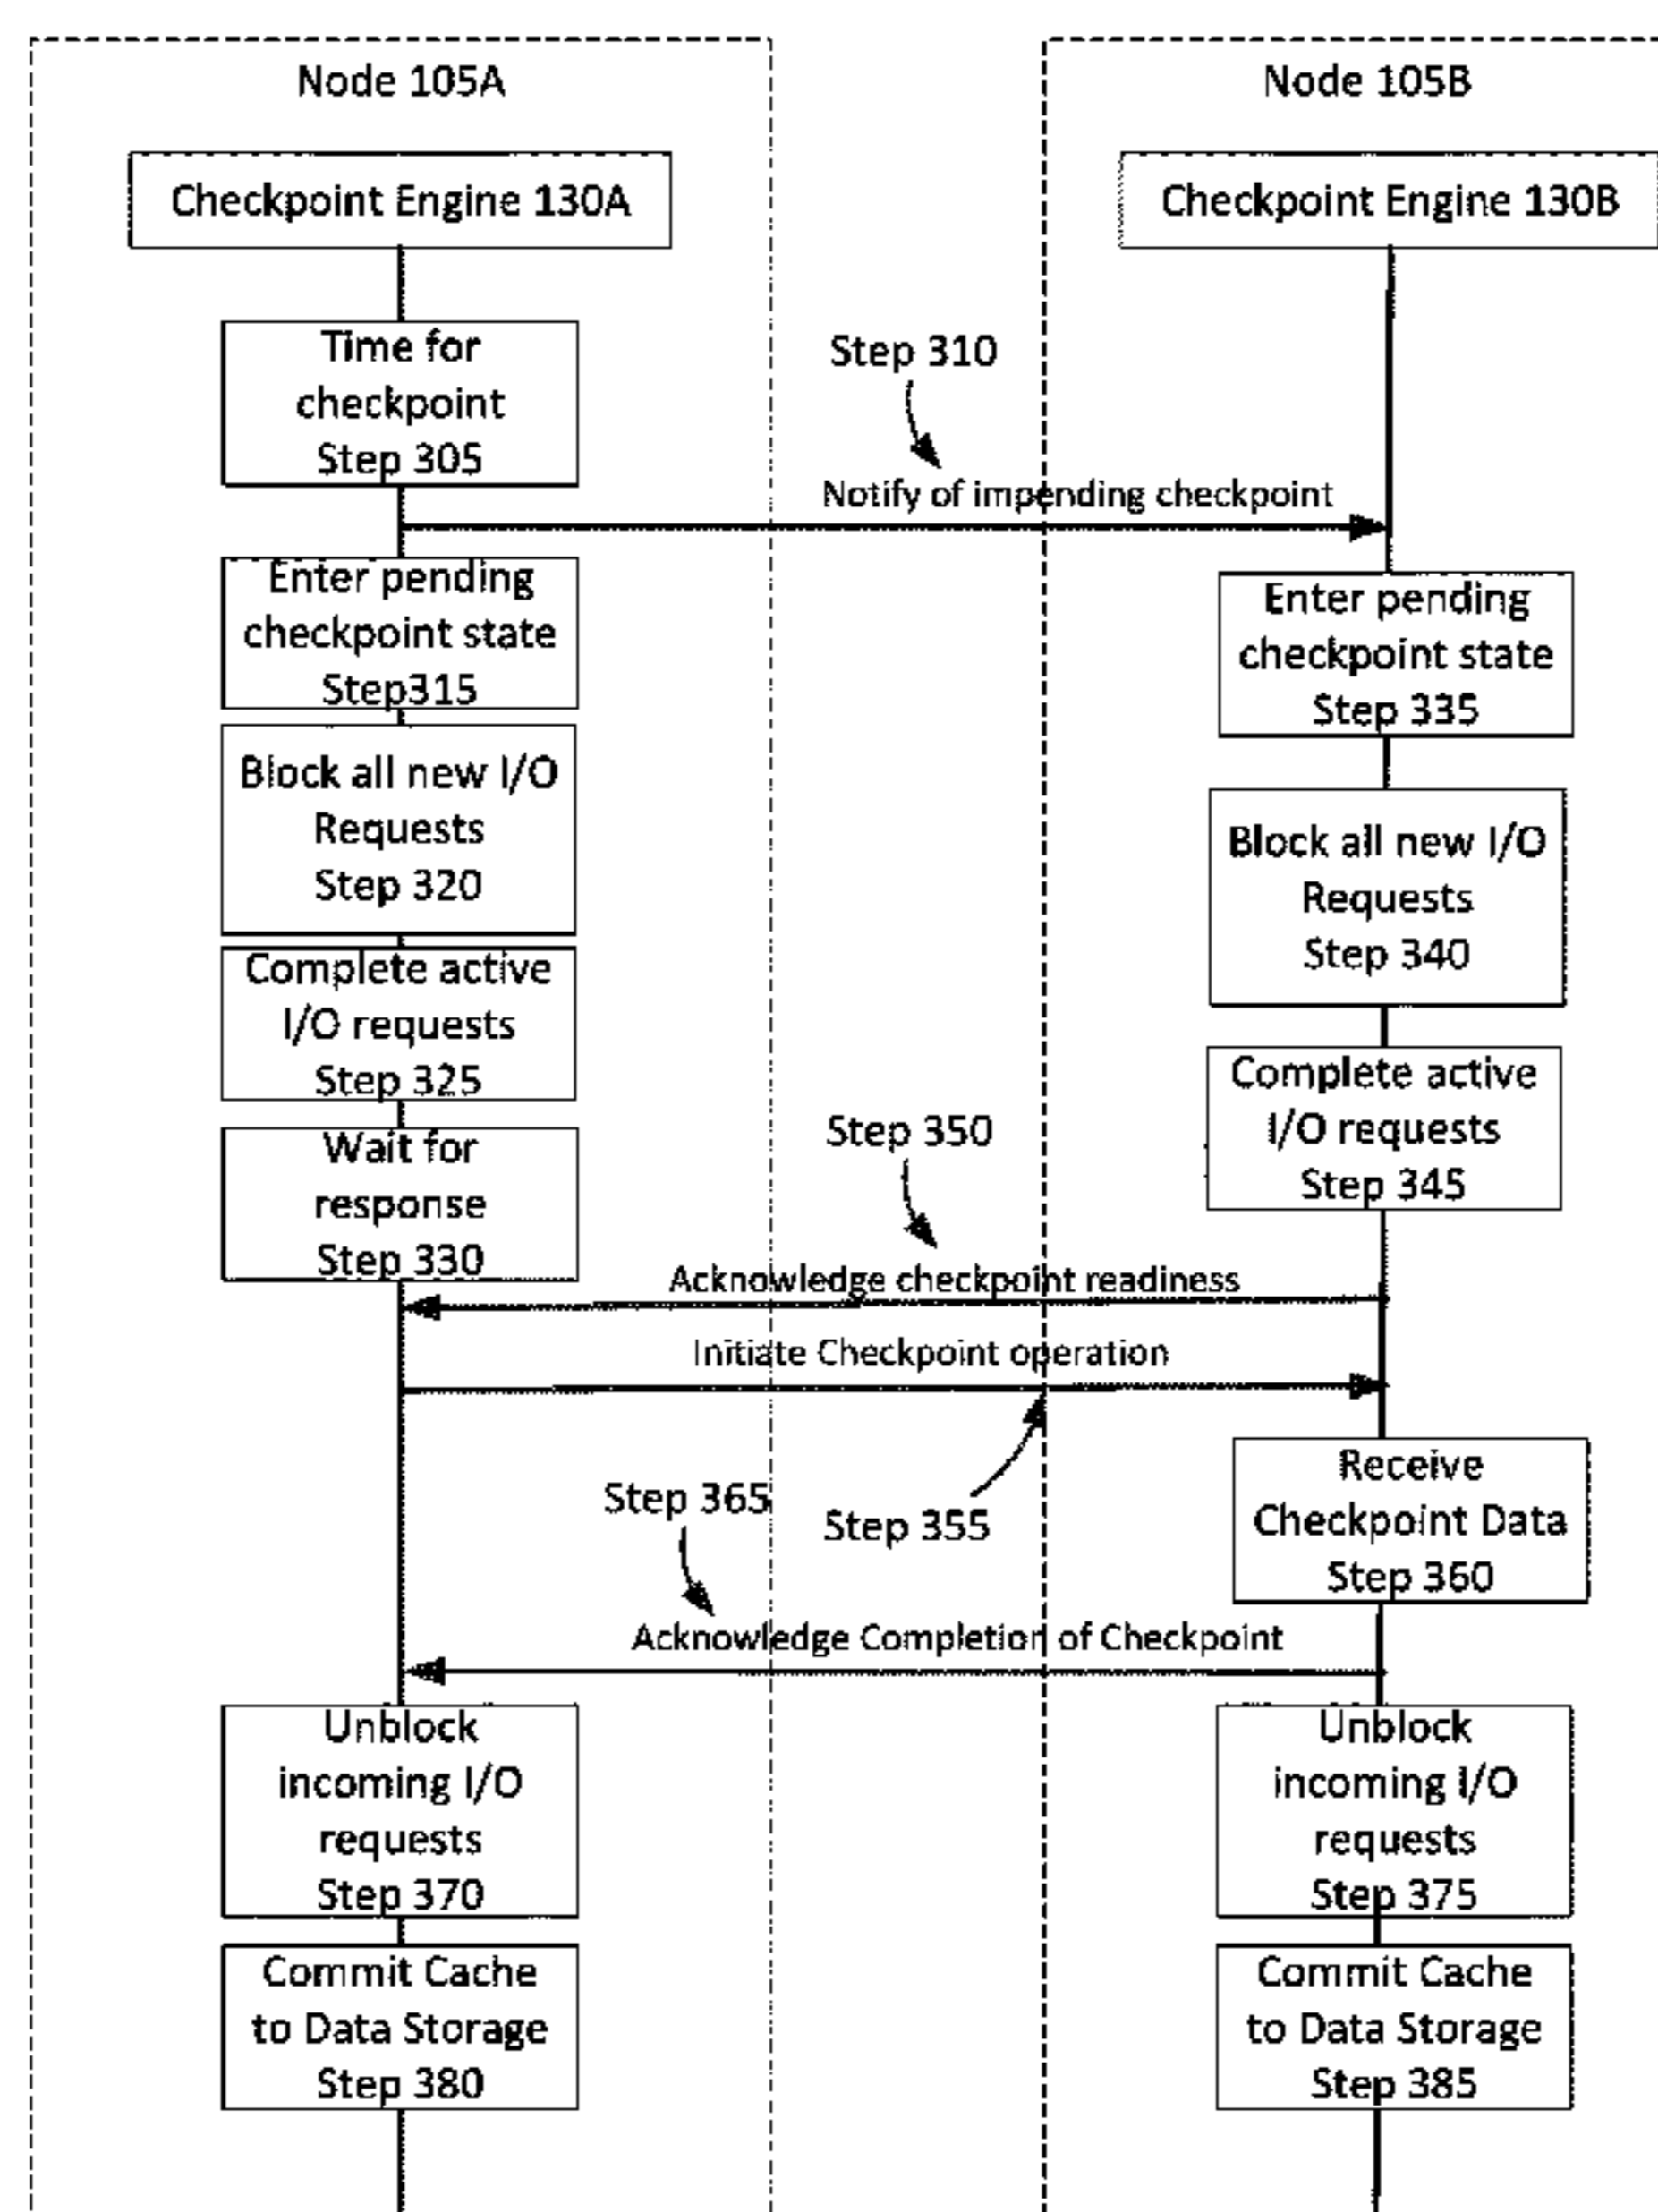 Node 105A
Node 105B
Checkpoint Engine 130A
Checkpoint Engine 130B
Time for
checkpoint
Step 305
Step 310
Notify of impending checkpoint
Enter pending
checkpoint state
Step315
Enter pending
checkpoint state
Step 335
Block all new I/O
Requests
Step 320
Block all new I/O
Requests
Step 340
Complete active
I/O requests
Step 325
Complete active
I/O requests
Step 345
Wait for
response
Step 330
Step 350
Acknowledge checkpoint readiness
Initiate Checkpoint operation
Step 355
Receive
Checkpoint Data
Step 360
Step 365
Acknowledge Completion of Checkpoint
Unblock
incoming I/O
requests
Step 370
Unblock
incoming I/O
requests
Step 375
Commit Cache
to Data Storage
Step 380
Commit Cache
to Data Storage
Step 385